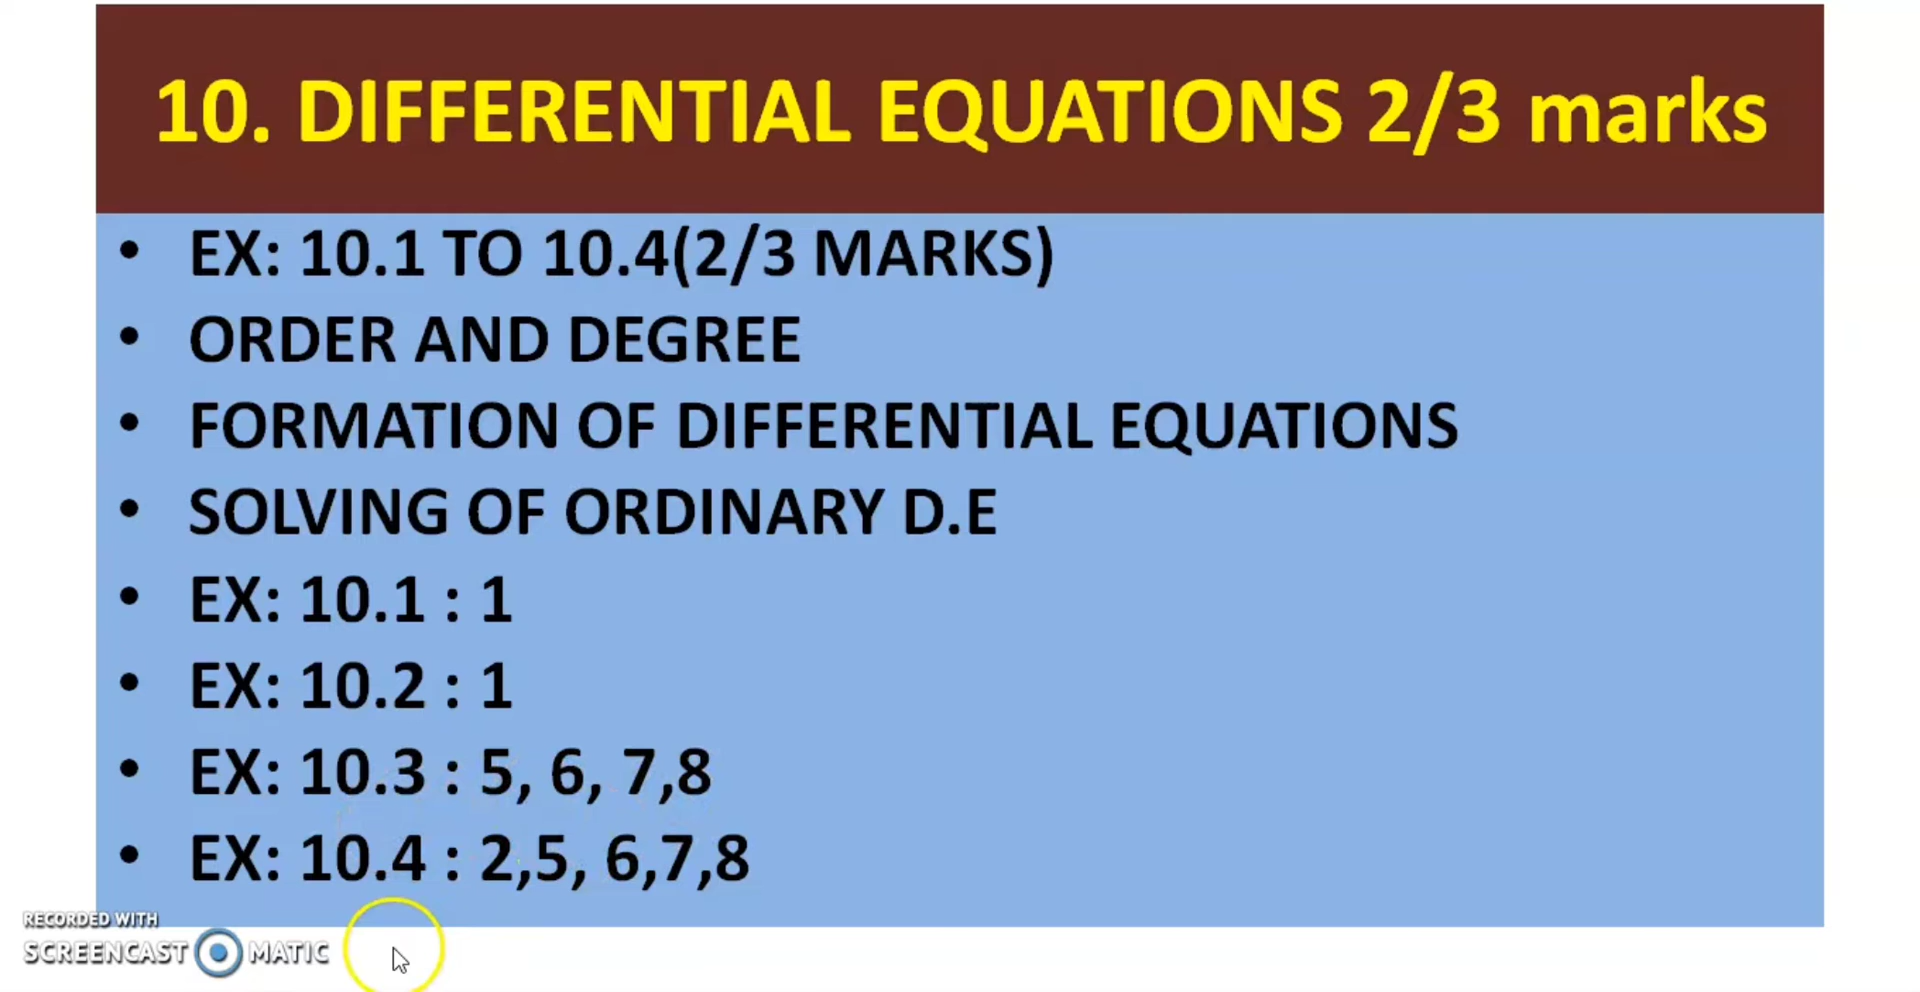 10. DIFFERENTIAL EQUATIONS 2/3 marks
• EX: 10.1 TO 10.4(2/3 MARKS)
• ORDER AND DEGREE
• FORMATION OF DIFFERENTIAL EQUATIONS
• SOLVING OF ORDINARY D.E
• EX: 10.1 : 1
• EX: 10.2 : 1
• EX: 10.3 : 5, 6, 7,8
• EX: 10.4 : 2,5, 6,7,8
RECORDED WITH
SCREENCAST MATIC